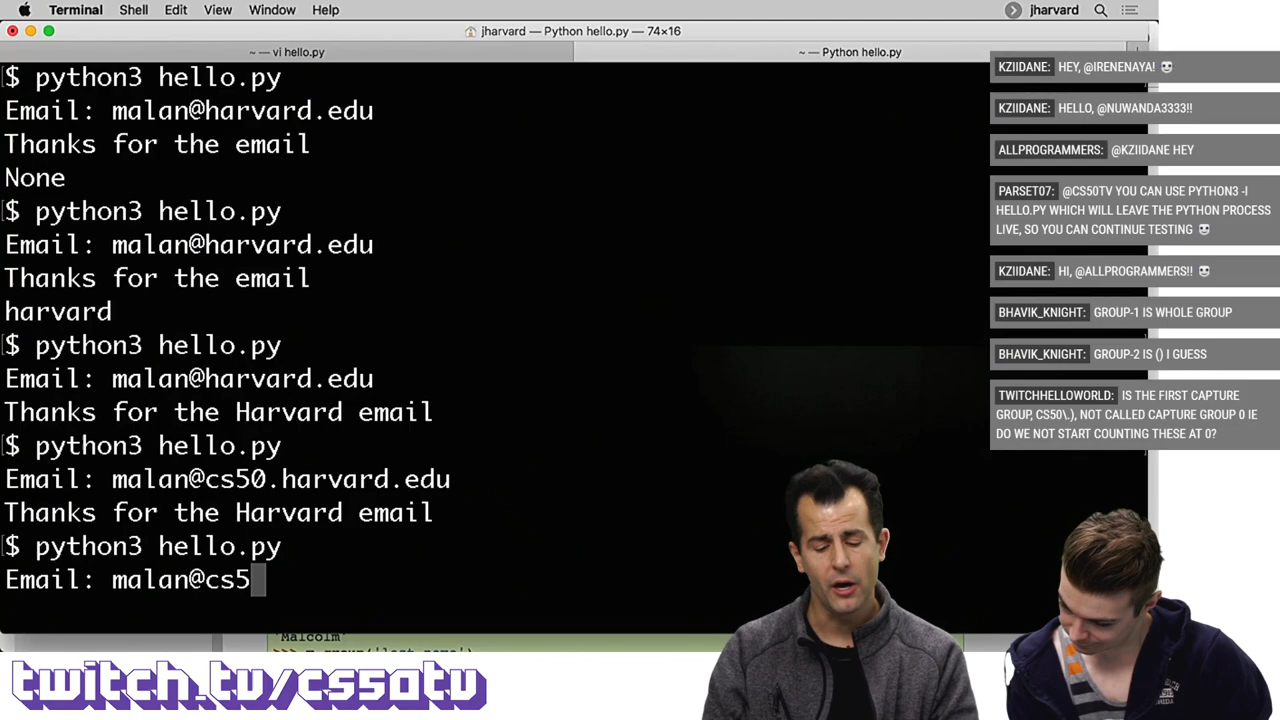 Terminal Shell Edit View Window Help jharvard
jharvard — Python hello.py — 74×16
~ — vi hello.py
~ — Python hello.py
$ python3 hello.py
Email: malan@harvard.edu
Thanks for the email
None
$ python3 hello.py
Email: malan@harvard.edu
Thanks for the email
harvard
$ python3 hello.py
Email: malan@harvard.edu
Thanks for the Harvard email
$ python3 hello.py
Email: malan@cs50.harvard.edu
Thanks for the Harvard email
$ python3 hello.py
Email: malan@cs5
KZIIDANE: HEY, @IRENENAYA!
KZIIDANE: HELLO, @NUWANDA3333!!
ALLPROGRAMMERS: @KZIIDANE HEY
PARSET07: @CS50TV YOU CAN USE PYTHON3 -I
HELLO.PY WHICH WILL LEAVE THE PYTHON PROCESS
LIVE, SO YOU CAN CONTINUE TESTING
KZIIDANE: HI, @ALLPROGRAMMERS!!
BHAVIK_KNIGHT: GROUP-1 IS WHOLE GROUP
BHAVIK_KNIGHT: GROUP-2 IS () I GUESS
TWITCHHELLOWORLD: IS THE FIRST CAPTURE
GROUP, CS50\.), NOT CALLED CAPTURE GROUP 0 IE
DO WE NOT START COUNTING THESE AT 0?
'Malcolm'
twitch.tv/cs50tv